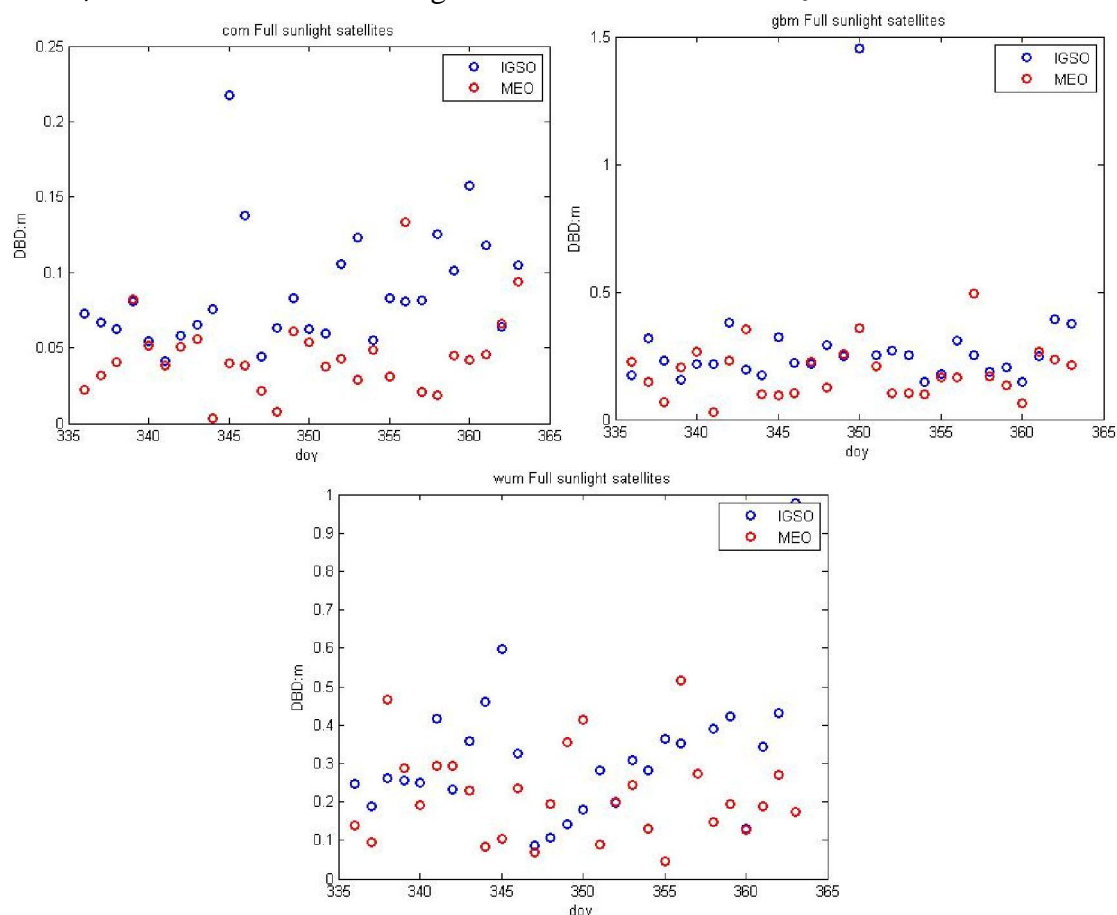 com Full sunlight satellites
0.25
0.2
0.15
0.1
0.05
0
DBD:m
IGSO
MEO
335 340 345 350 355 360 365
doy
gbm Full sunlight satellites
1.5
1
0.5
0
DBD:m
IGSO
MEO
335 340 345 350 355 360 365
doy
wum Full sunlight satellites
1
0.9
0.8
0.7
0.6
0.5
0.4
0.3
0.2
0.1
0
DBD:m
IGSO
MEO
335 340 345 350 355 360 365
doy